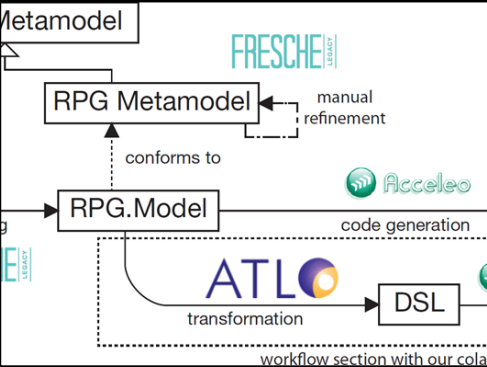 Metamodel
FRESCHE
LEGACY
RPG Metamodel
manual
refinement
conforms to
Acceleo
RPG.Model
code generation
g
E
LEGACY
ATL
DSL
transformation
workflow section with our cola